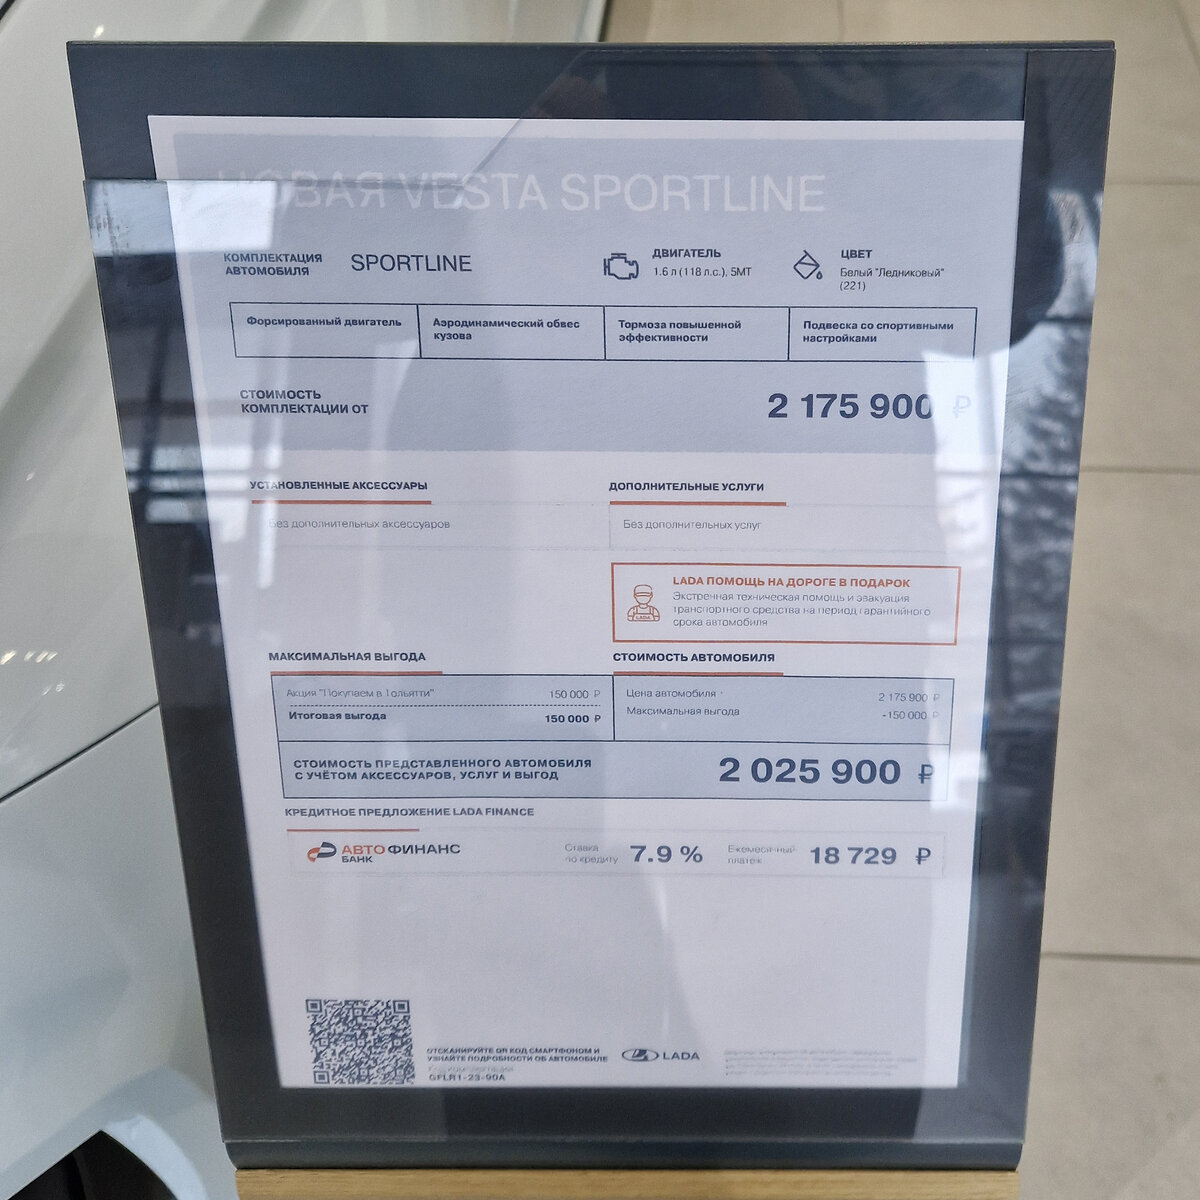 НОВАЯ VESTA SPORTLINE
КОМПЛЕКТАЦИЯ
АВТОМОБИЛЯ
SPORTLINE
ДВИГАТЕЛЬ
1.6 л (118 л.с.), 5МТ
ЦВЕТ
Белый "Ледниковый"
(221)
Форсированный двигатель
Аэродинамический обвес
кузова
Тормоза повышенной
эффективности
Подвеска со спортивными
настройками
СТОИМОСТЬ
КОМПЛЕКТАЦИИ ОТ
2 175 900 ₽
УСТАНОВЛЕННЫЕ АКСЕССУАРЫ
Без дополнительных аксессуаров
ДОПОЛНИТЕЛЬНЫЕ УСЛУГИ
Без дополнительных услуг
LADA ПОМОЩЬ НА ДОРОГЕ В ПОДАРОК
Экстренная техническая помощь и эвакуация
транспортного средства на период гарантийного
срока автомобиля
LADA
МАКСИМАЛЬНАЯ ВЫГОДА
Акция "Покупаем в Тольятти" 150 000 ₽
Итоговая выгода 150 000 ₽
СТОИМОСТЬ АВТОМОБИЛЯ
Цена автомобиля 2 175 900 ₽
Максимальная выгода -150 000 ₽
СТОИМОСТЬ ПРЕДСТАВЛЕННОГО АВТОМОБИЛЯ
С УЧЁТОМ АКСЕССУАРОВ, УСЛУГ И ВЫГОД
2 025 900 ₽
КРЕДИТНОЕ ПРЕДЛОЖЕНИЕ LADA FINANCE
АВТОФИНАНС
БАНК
Ставка
по кредиту
7.9 %
Ежемесячный
платеж
18 729 ₽
ОТСКАНИРУЙТЕ QR КОД СМАРТФОНОМ И
УЗНАЙТЕ ПОДРОБНОСТИ ОБ АВТОМОБИЛЕ
Код комплектации
GFLR1-23-90A
LADA